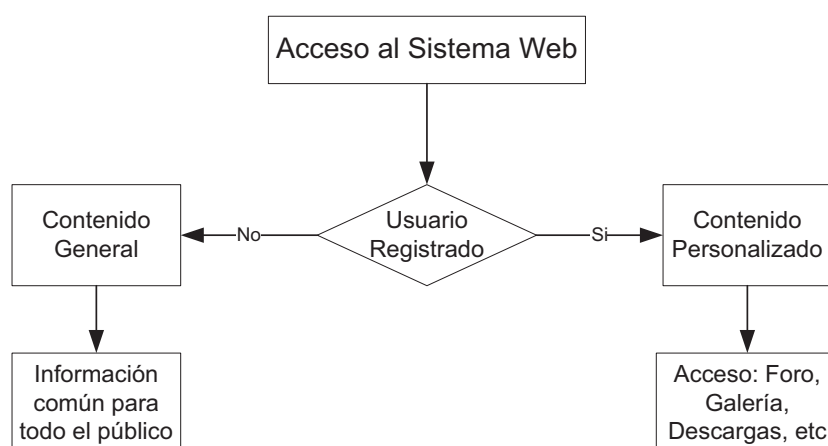 Acceso al Sistema Web
Usuario
Registrado
No
Si
Contenido
General
Contenido
Personalizado
Información
común para
todo el público
Acceso: Foro,
Galería,
Descargas, etc